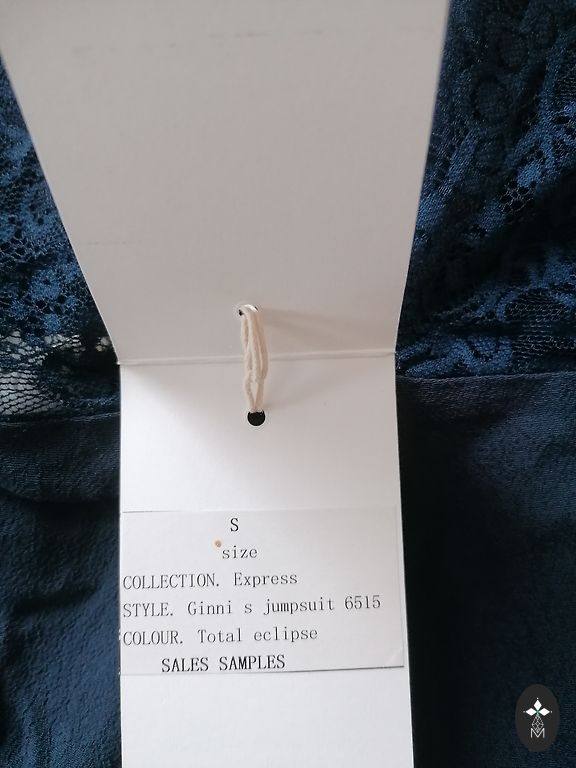 S
size
COLLECTION. Express
STYLE. Ginni s jumpsuit 6515
COLOUR. Total eclipse
SALES SAMPLES
M